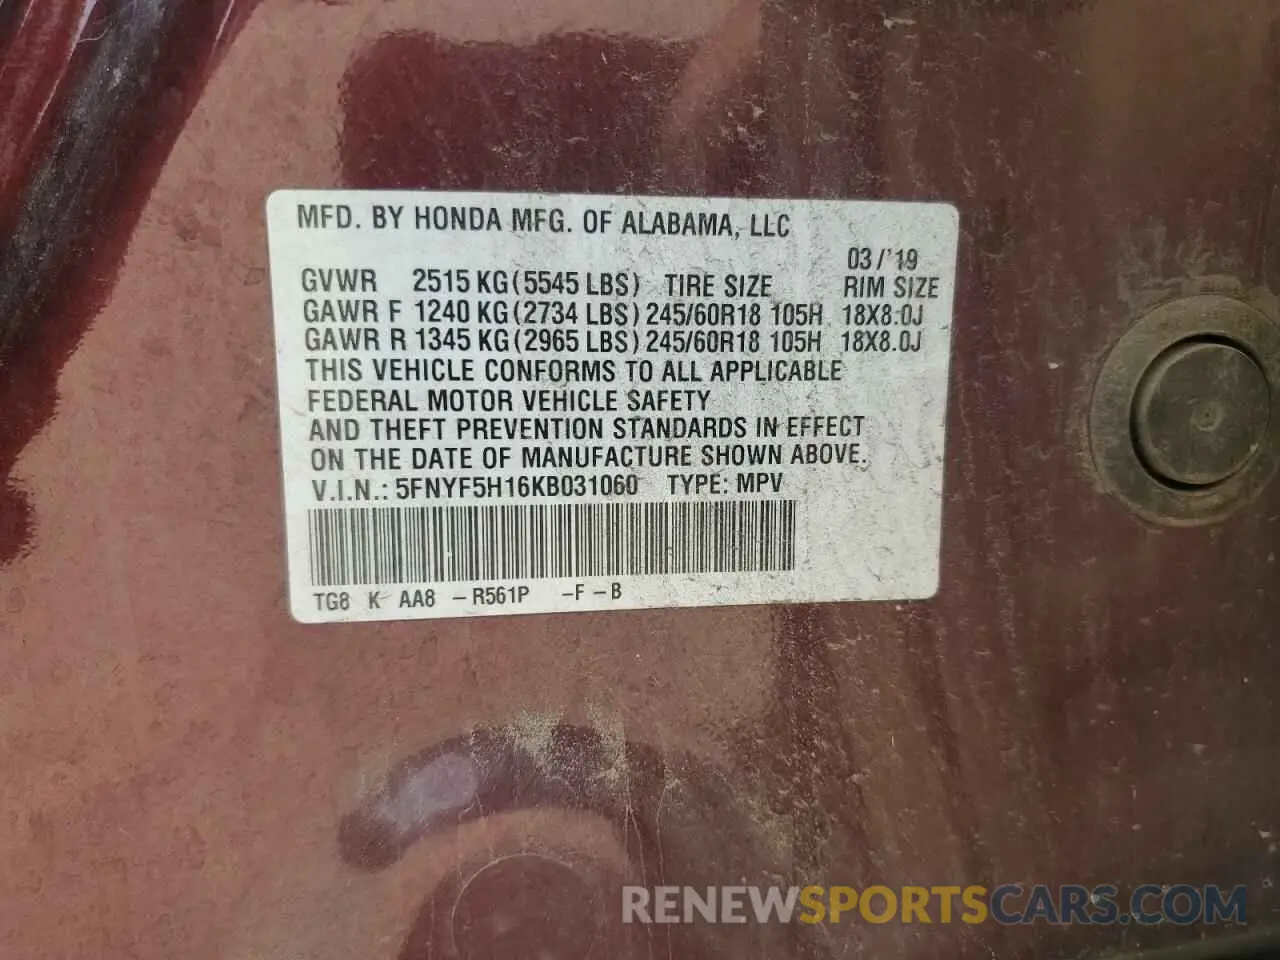 MFD. BY HONDA MFG. OF ALABAMA, LLC
03/'19
GVWR 2515 KG (5545 LBS) TIRE SIZE RIM SIZE
GAWR F 1240 KG (2734 LBS) 245/60R18 105H 18X8.0J
GAWR R 1345 KG (2965 LBS) 245/60R18 105H 18X8.0J
THIS VEHICLE CONFORMS TO ALL APPLICABLE
FEDERAL MOTOR VEHICLE SAFETY
AND THEFT PREVENTION STANDARDS IN EFFECT
ON THE DATE OF MANUFACTURE SHOWN ABOVE.
V.I.N.: 5FNYF5H16KB031060 TYPE: MPV
TG8 K AA8 -R561P -F-B
RENEWSPORTSCARS.COM